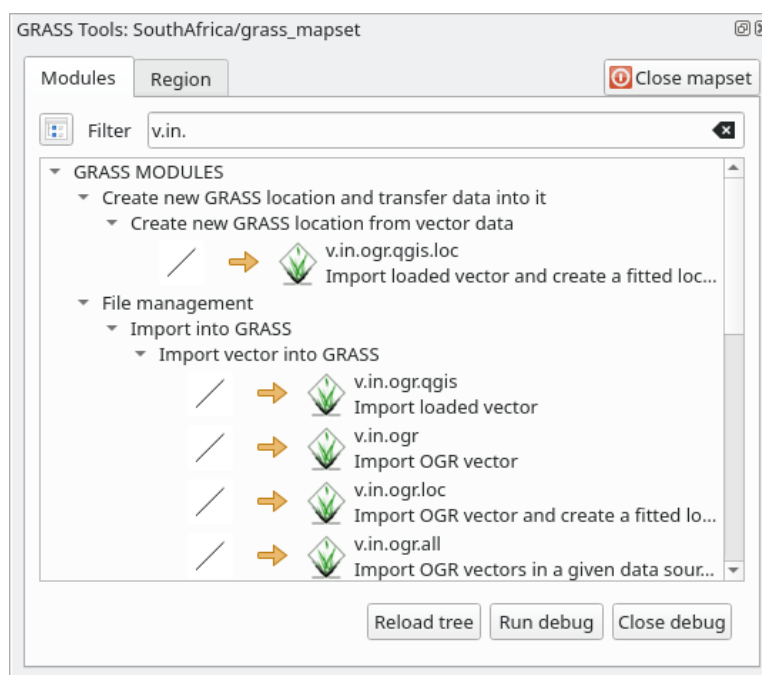 GRASS Tools: SouthAfrica/grass_mapset
Modules
Region
Close mapset
Filter
v.in.
GRASS MODULES
Create new GRASS location and transfer data into it
Create new GRASS location from vector data
v.in.ogr.qgis.loc
Import loaded vector and create a fitted loc...
File management
Import into GRASS
Import vector into GRASS
v.in.ogr.qgis
Import loaded vector
v.in.ogr
Import OGR vector
v.in.ogr.loc
Import OGR vector and create a fitted lo...
v.in.ogr.all
Import OGR vectors in a given data sour...
Reload tree
Run debug
Close debug